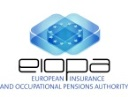 eiopa
EUROPEAN INSURANCE
AND OCCUPATIONAL PENSIONS AUTHORITY